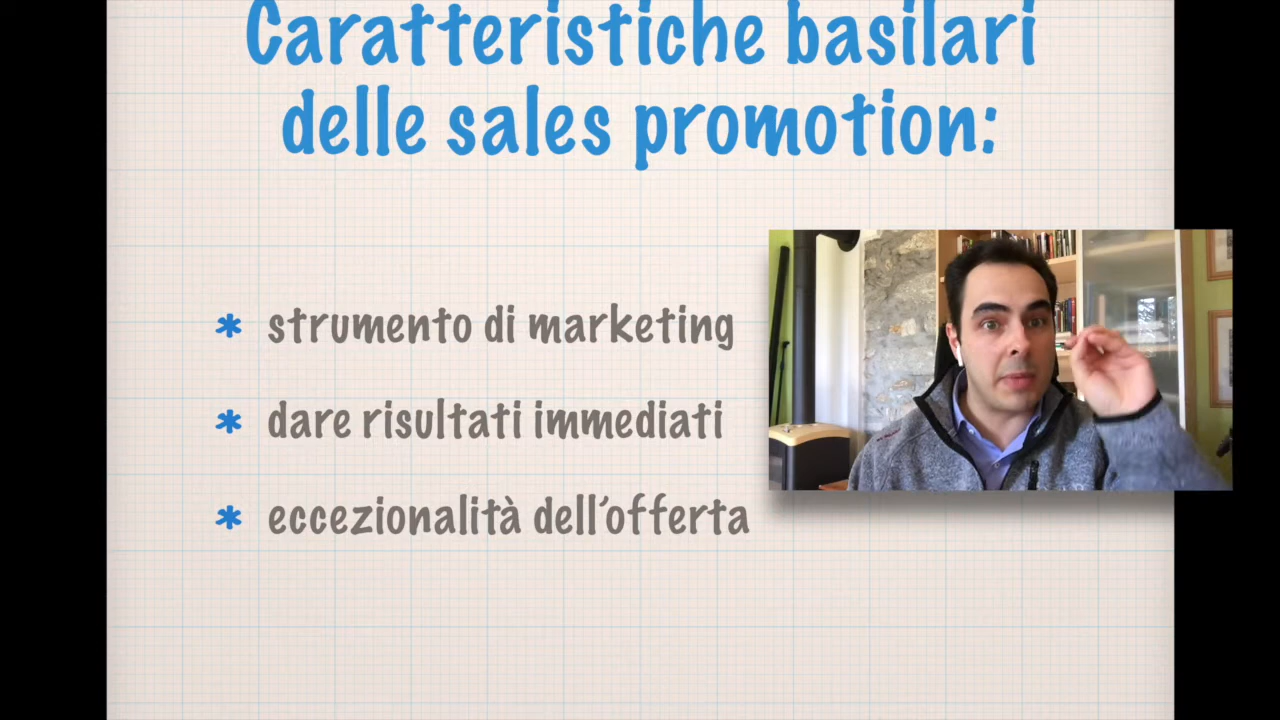 Caratteristiche basilari
delle sales promotion:
* strumento di marketing
* dare risultati immediati
* eccezionalità dell'offerta